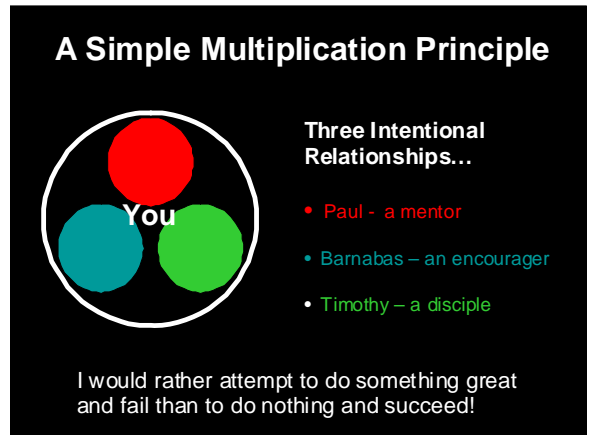 A Simple Multiplication Principle
Three Intentional
Relationships...
You
• Paul - a mentor
• Barnabas – an encourager
• Timothy – a disciple
I would rather attempt to do something great
and fail than to do nothing and succeed!